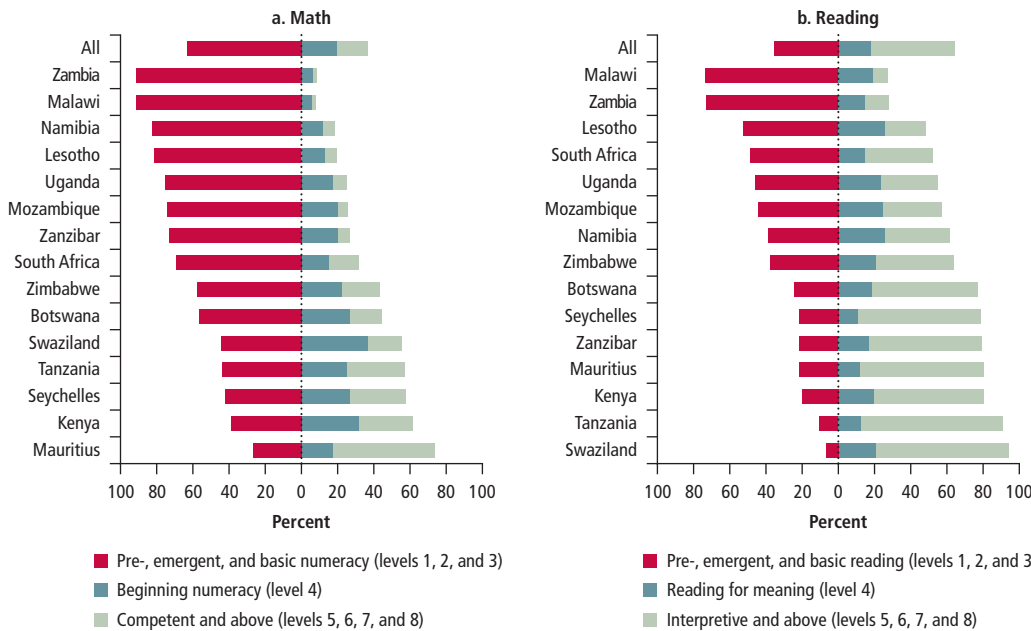 a. Math
All
Zambia
Malawi
Namibia
Lesotho
Uganda
Mozambique
Zanzibar
South Africa
Zimbabwe
Botswana
Swaziland
Tanzania
Seychelles
Kenya
Mauritius
100 80 60 40 20 0 20 40 60 80 100
Percent
Pre-, emergent, and basic numeracy (levels 1, 2, and 3)
Beginning numeracy (level 4)
Competent and above (levels 5, 6, 7, and 8)
b. Reading
All
Malawi
Zambia
Lesotho
South Africa
Uganda
Mozambique
Namibia
Zimbabwe
Botswana
Seychelles
Zanzibar
Mauritius
Kenya
Tanzania
Swaziland
100 80 60 40 20 0 20 40 60 80 100
Percent
Pre-, emergent, and basic reading (levels 1, 2, and 3
Reading for meaning (level 4)
Interpretive and above (levels 5, 6, 7, and 8)